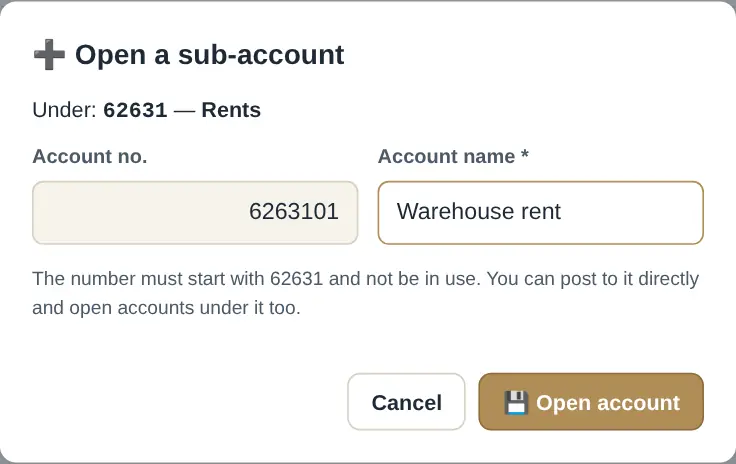 ➕ Open a sub-account
Under: 62631 — Rents
Account no.
Account name *
6263101
Warehouse rent
The number must start with 62631 and not be in use. You can post to it directly
and open accounts under it too.
Cancel
💾 Open account